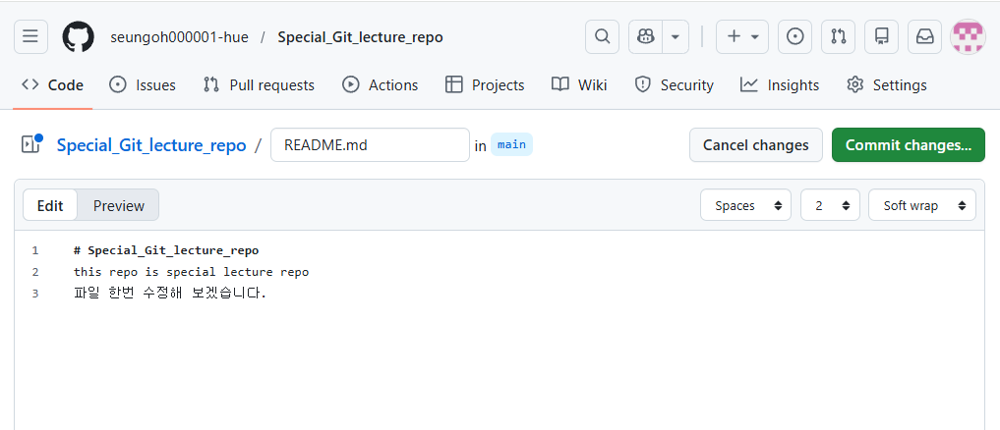 seungoh000001-hue / Special_Git_lecture_repo
Code Issues Pull requests Actions Projects Wiki Security Insights Settings
Special_Git_lecture_repo / README.md in main Cancel changes Commit changes...
Edit Preview Spaces 2 Soft wrap
1 # Special_Git_lecture_repo
2 this repo is special lecture repo
3 파일 한번 수정해 보겠습니다.